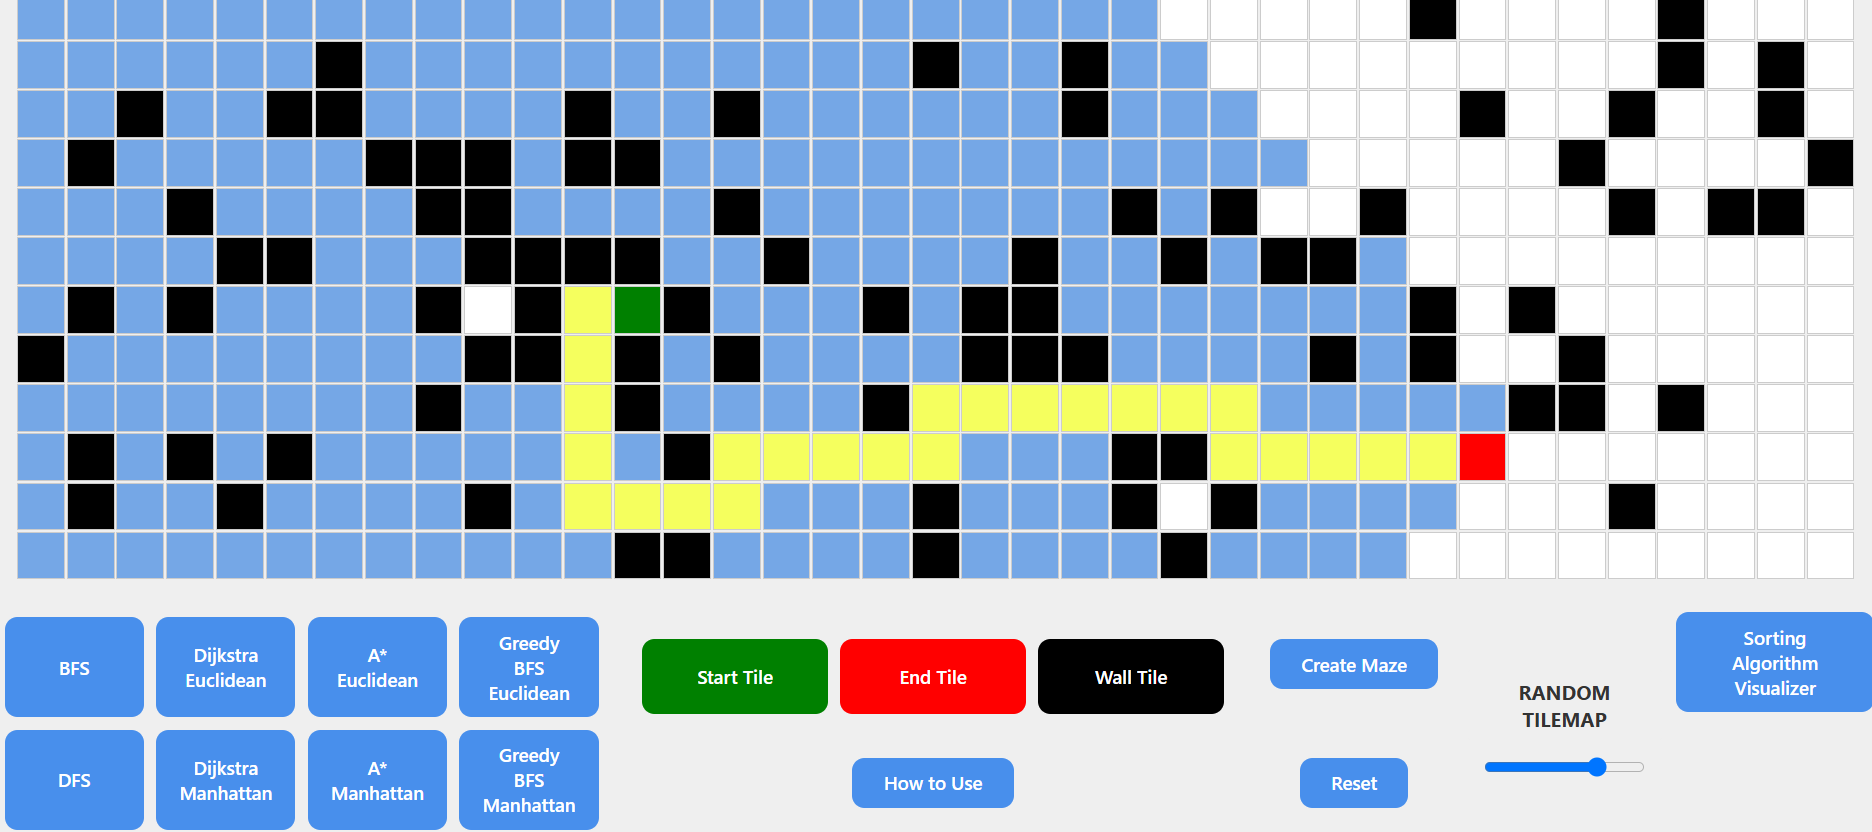 BFS
Dijkstra
Euclidean
A*
Euclidean
Greedy
BFS
Euclidean
DFS
Dijkstra
Manhattan
A*
Manhattan
Greedy
BFS
Manhattan
Start Tile
End Tile
Wall Tile
How to Use
Create Maze
Reset
RANDOM
TILEMAP
Sorting
Algorithm
Visualizer